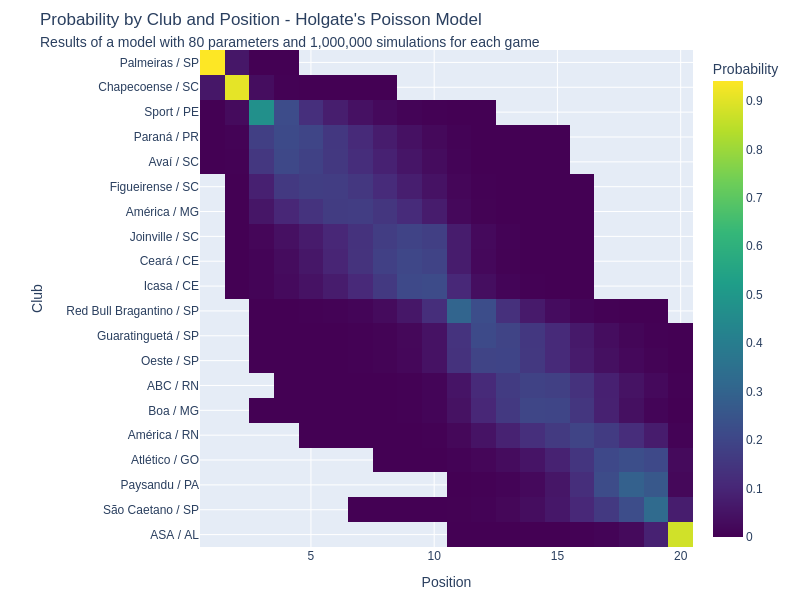 Probability by Club and Position - Holgate's Poisson Model
Results of a model with 80 parameters and 1,000,000 simulations for each game
Probability
Club
Palmeiras / SP
Chapecoense / SC
Sport / PE
Paraná / PR
Avaí / SC
Figueirense / SC
América / MG
Joinville / SC
Ceará / CE
Icasa / CE
Red Bull Bragantino / SP
Guaratinguetá / SP
Oeste / SP
ABC / RN
Boa / MG
América / RN
Atlético / GO
Paysandu / PA
São Caetano / SP
ASA / AL
0.9
0.8
0.7
0.6
0.5
0.4
0.3
0.2
0.1
0
5
10
15
20
Position